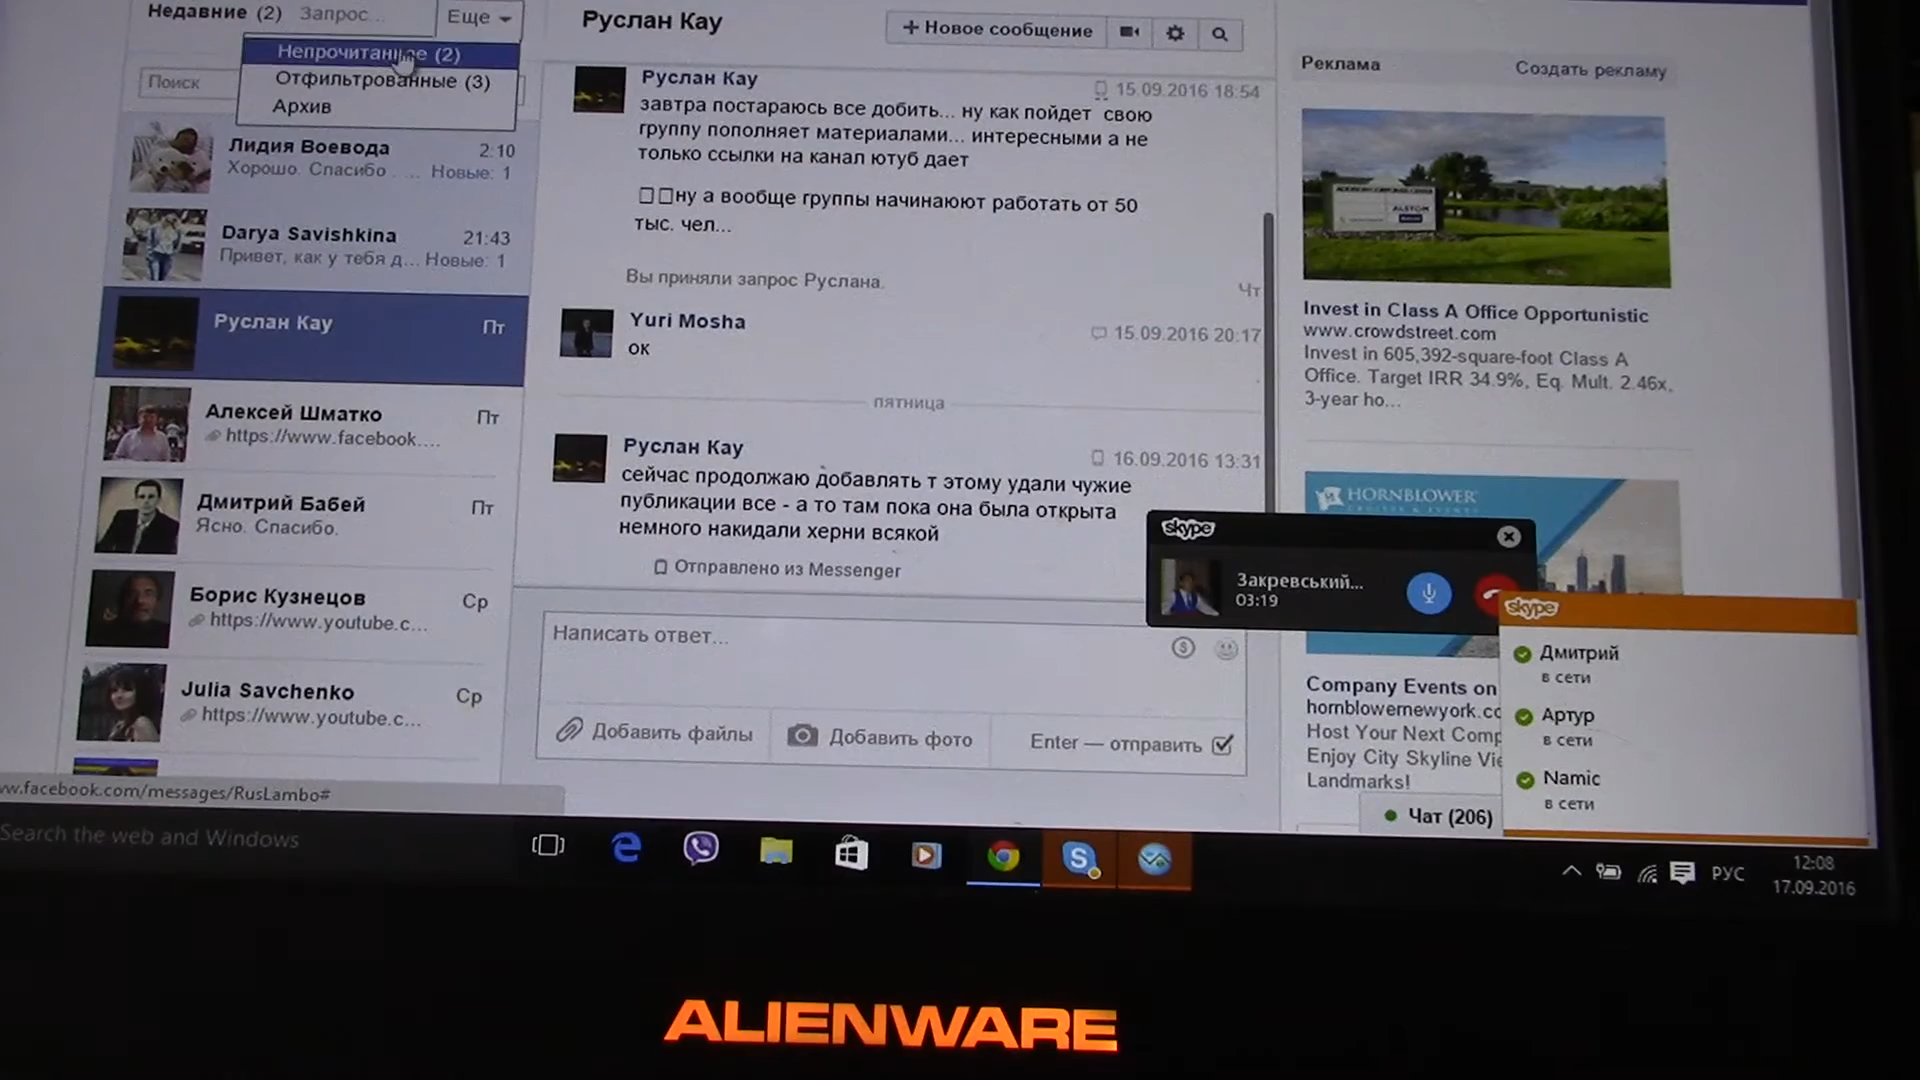 Недавние (2) Запрос... Еще
Непрочитанные (2)
Отфильтрованные (3)
Архив
Поиск
Лидия Воевода 2:10
Хорошо. Спасибо .... Новые: 1
Darya Savishkina 21:43
Привет, как у тебя д... Новые: 1
Руслан Кау Пт
Алексей Шматко Пт
https://www.facebook....
Дмитрий Бабей Пт
Ясно. Спасибо.
Борис Кузнецов Ср
https://www.youtube.c...
Julia Savchenko Ср
https://www.youtube.c...
Руслан Кау
+ Новое сообщение
Руслан Кау 15.09.2016 18:54
завтра постараюсь все добить... ну как пойдет свою
группу пополняет материалами... интересными а не
только ссылки на канал ютуб дает
ну а вообще группы начинаюют работать от 50
тыс. чел...
Вы приняли запрос Руслана.
Чт
Yuri Mosha 15.09.2016 20:17
ок
пятница
Руслан Кау 16.09.2016 13:31
сейчас продолжаю добавлять т этому удали чужие
публикации все - а то там пока она была открыта
немного накидали херни всякой
Отправлено из Messenger
Написать ответ...
Добавить файлы Добавить фото Enter — отправить
Реклама Создать рекламу
ALSTOM
Invest in Class A Office Opportunistic
www.crowdstreet.com
Invest in 605,392-square-foot Class A
Office. Target IRR 34.9%, Eq. Mult. 2.46x,
3-year ho...
HORNBLOWER
Company Events on
hornblowernewyork.co
Host Your Next Comp
Enjoy City Skyline Vie
Landmarks!
Чат (206)
skype
Закревський...
03:19
skype
Дмитрий
в сети
Артур
в сети
Namic
в сети
w.facebook.com/messages/RusLambo#
Search the web and Windows
РУС
12:08
17.09.2016
ALIENWARE